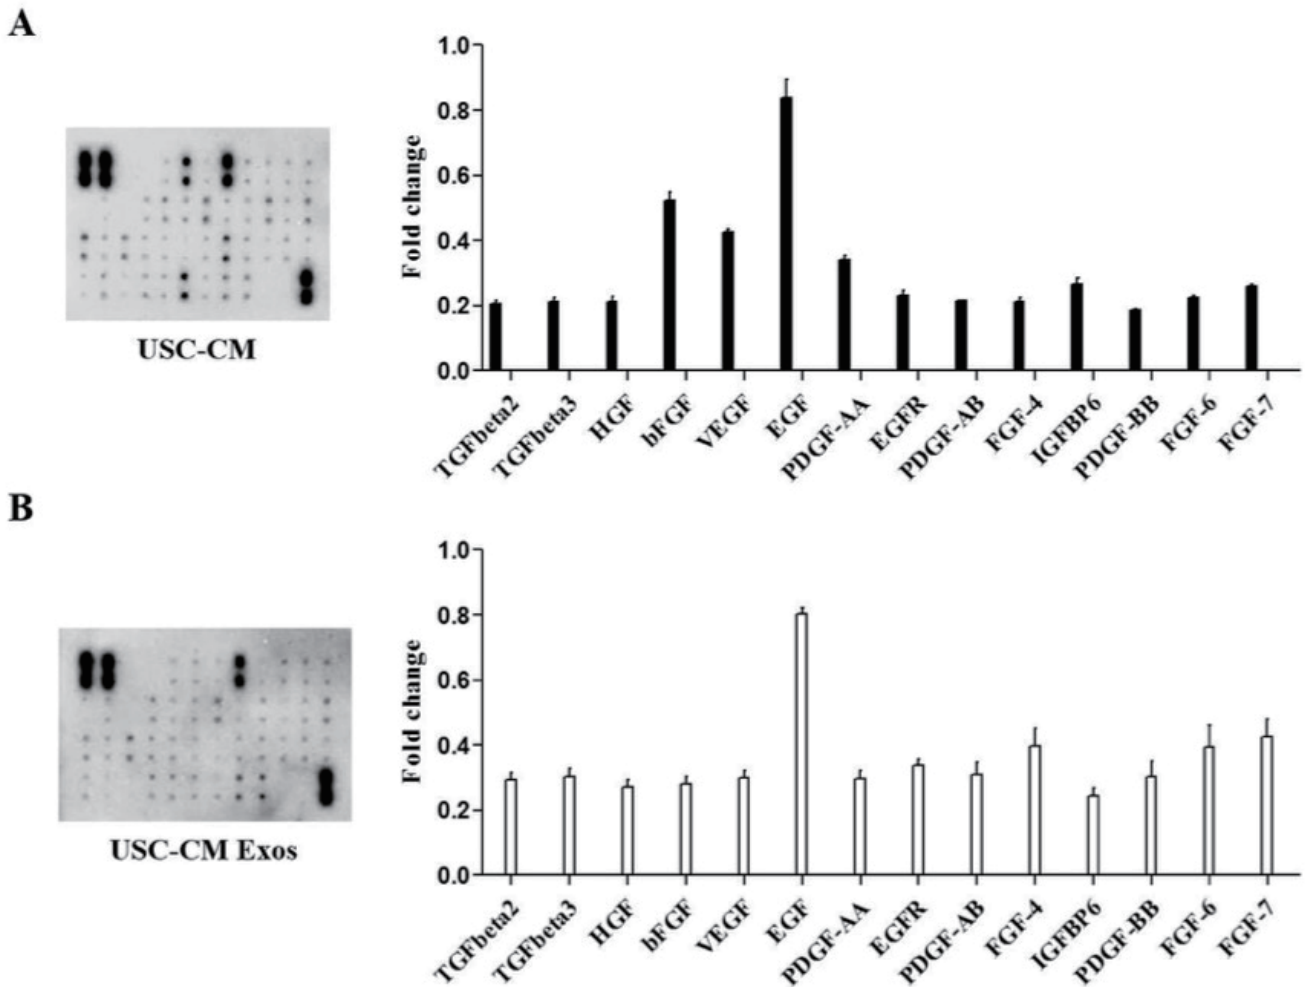 A
1.0
0.8
0.6
0.4
0.2
0.0
Fold change
USC-CM
TGFbeta2
TGFbeta3
HGF
bFGF
VEGF
EGF
PDGF-AA
EGFR
PDGF-AB
FGF-4
IGFBP6
PDGF-BB
FGF-6
FGF-7
B
1.0
0.8
0.6
0.4
0.2
0.0
Fold change
USC-CM Exos
TGFbeta2
TGFbeta3
HGF
bFGF
VEGF
EGF
PDGF-AA
EGFR
PDGF-AB
FGF-4
IGFBP6
PDGF-BB
FGF-6
FGF-7